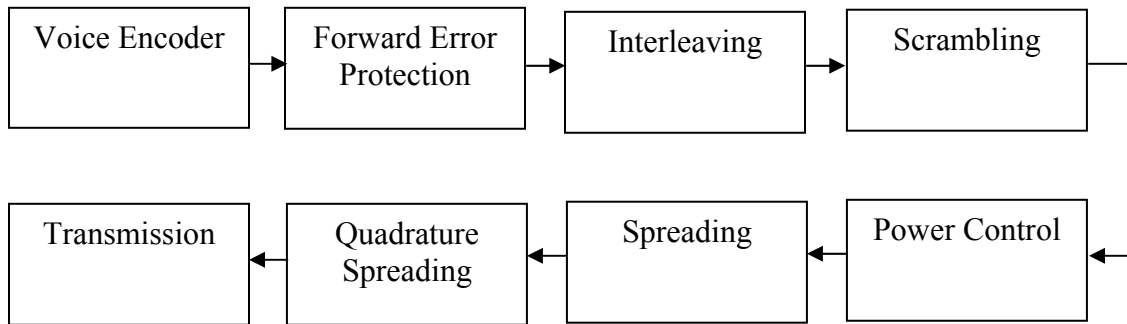 Voice Encoder
Forward Error
Protection
Interleaving
Scrambling
Power Control
Spreading
Quadrature
Spreading
Transmission